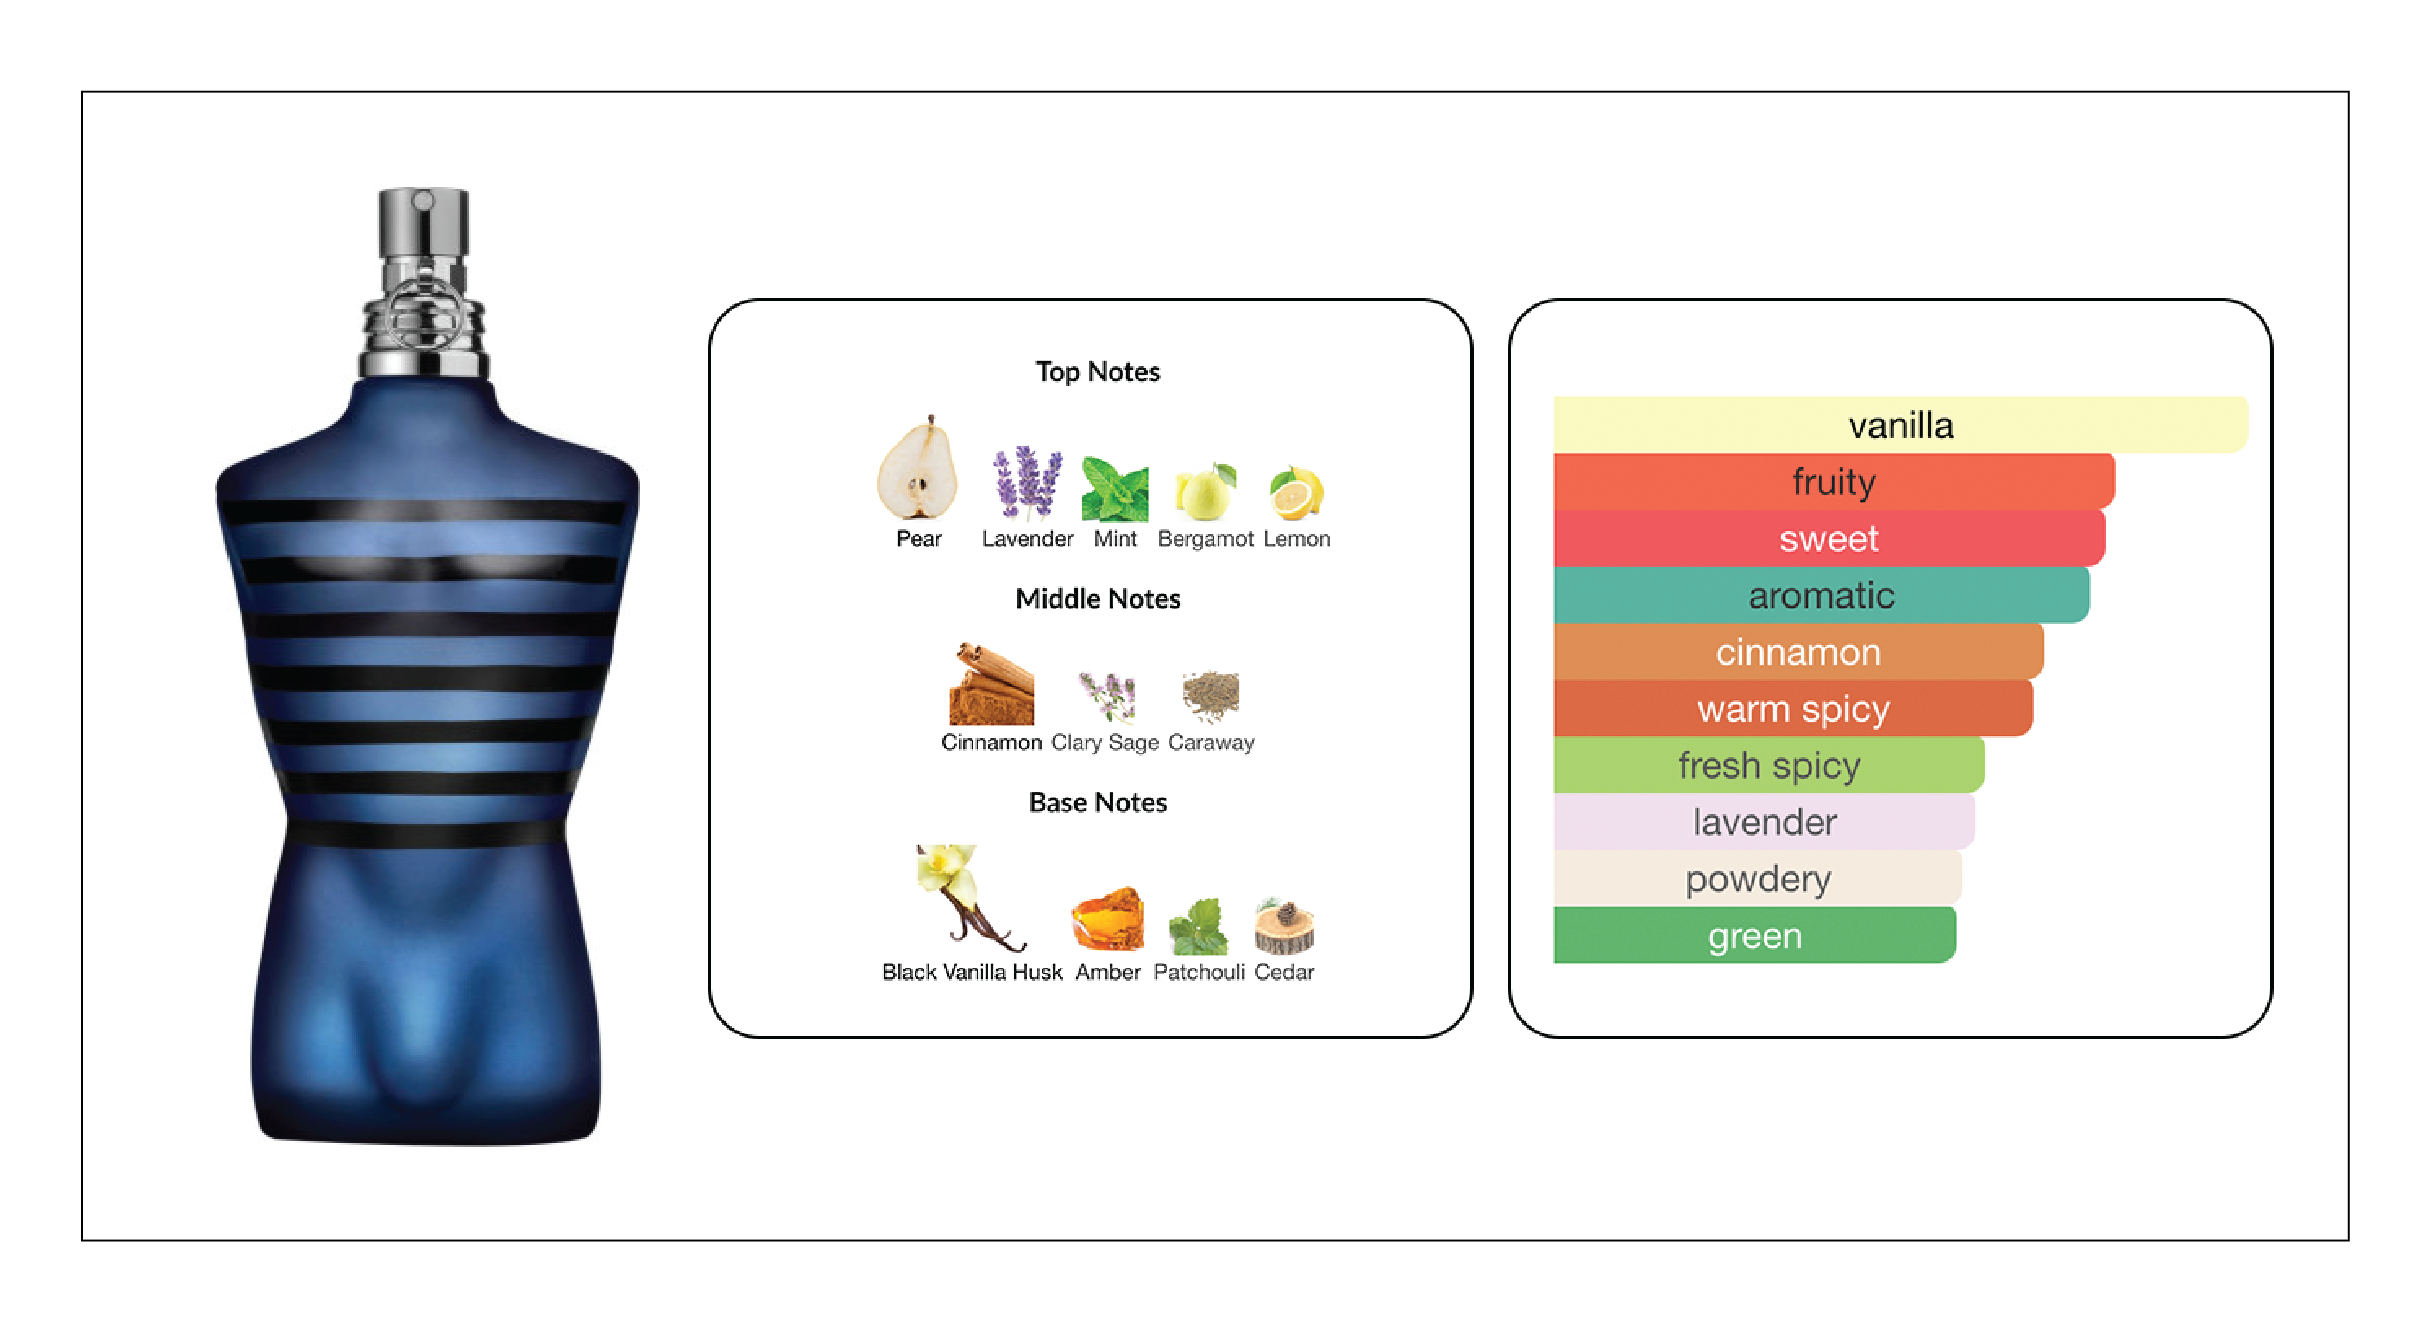 Top Notes
Pear Lavender Mint Bergamot Lemon
Middle Notes
Cinnamon Clary Sage Caraway
Base Notes
Black Vanilla Husk Amber Patchouli Cedar
vanilla
fruity
sweet
aromatic
cinnamon
warm spicy
fresh spicy
lavender
powdery
green